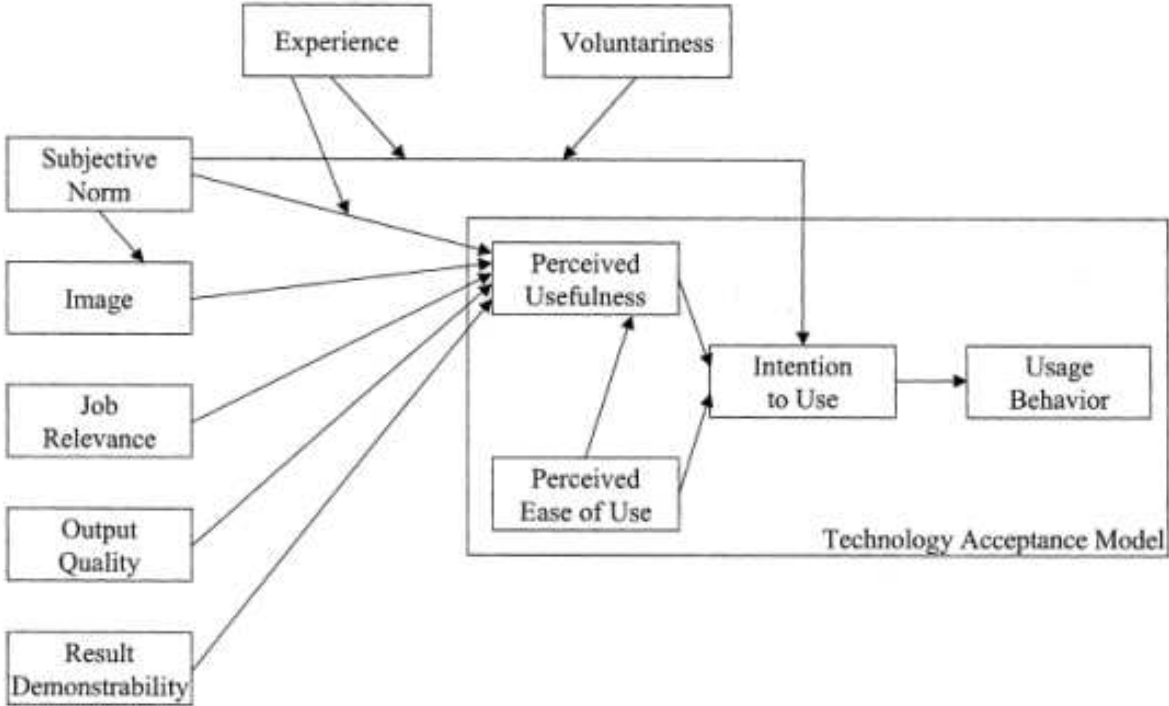 Experience
Voluntariness
Subjective
Norm
Image
Perceived
Usefulness
Job
Relevance
Intention
to Use
Usage
Behavior
Perceived
Ease of Use
Output
Quality
Technology Acceptance Model
Result
Demonstrability